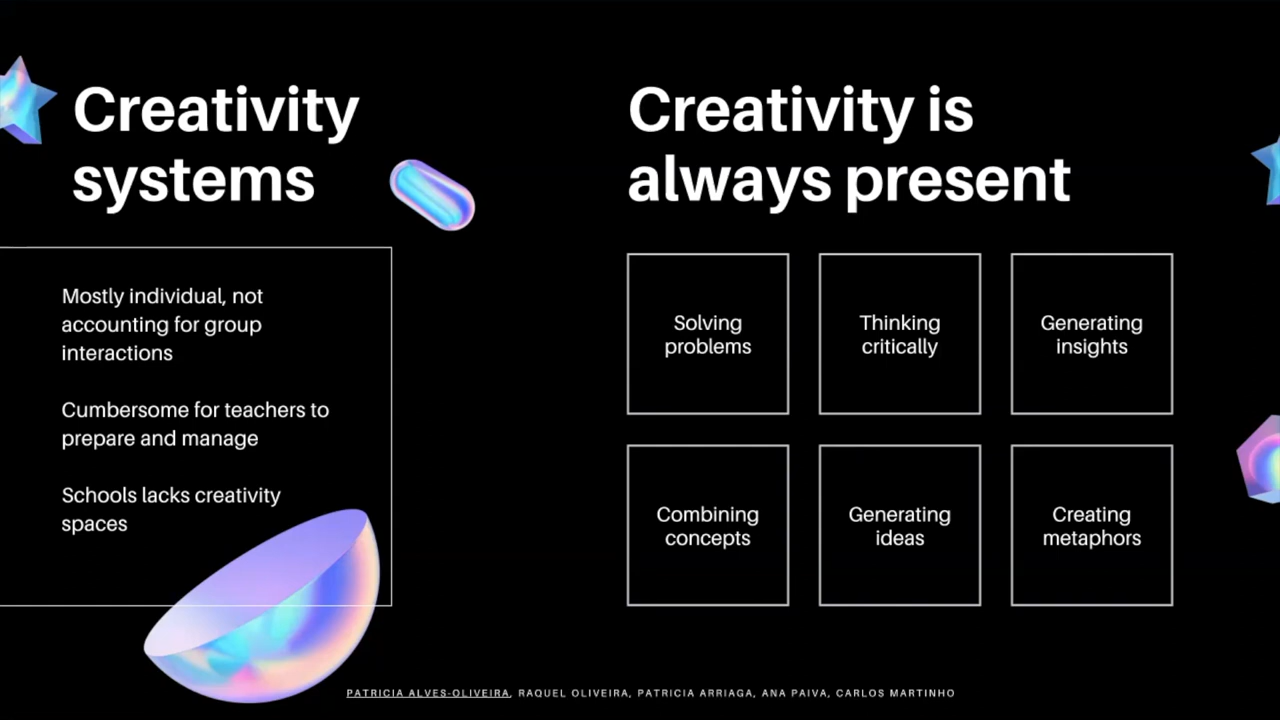 Creativity
systems
Mostly individual, not
accounting for group
interactions
Cumbersome for teachers to
prepare and manage
Schools lacks creativity
spaces
Creativity is
always present
Solving
problems
Thinking
critically
Generating
insights
Combining
concepts
Generating
ideas
Creating
metaphors
PATRICIA ALVES-OLIVEIRA, RAQUEL OLIVEIRA, PATRICIA ARRIAGA, ANA PAIVA, CARLOS MARTINHO